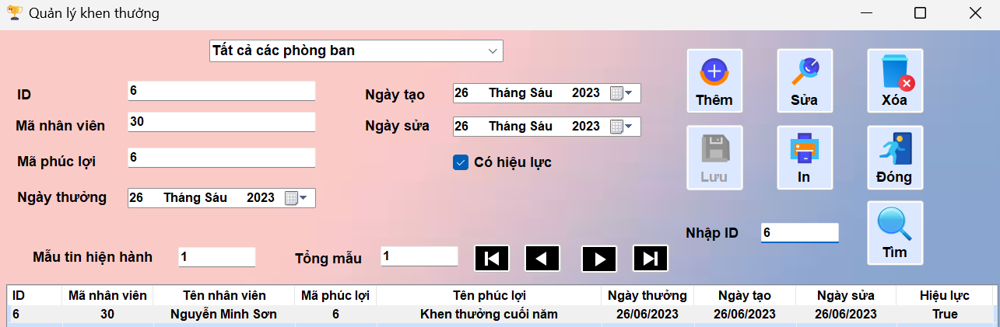 Quản lý khen thưởng
Tất cả các phòng ban
ID 6 Ngày tạo 26 Tháng Sáu 2023
Mã nhân viên 30 Ngày sửa 26 Tháng Sáu 2023
Mã phúc lợi 6 Có hiệu lực
Ngày thưởng 26 Tháng Sáu 2023
Thêm Sửa Xóa
Lưu In Đóng
Nhập ID 6
Tìm
Mẫu tin hiện hành 1 Tổng mẫu 1
ID Mã nhân viên Tên nhân viên Mã phúc lợi Tên phúc lợi Ngày thưởng Ngày tạo Ngày sửa Hiệu lực
6 30 Nguyễn Minh Sơn 6 Khen thưởng cuối năm 26/06/2023 26/06/2023 26/06/2023 True